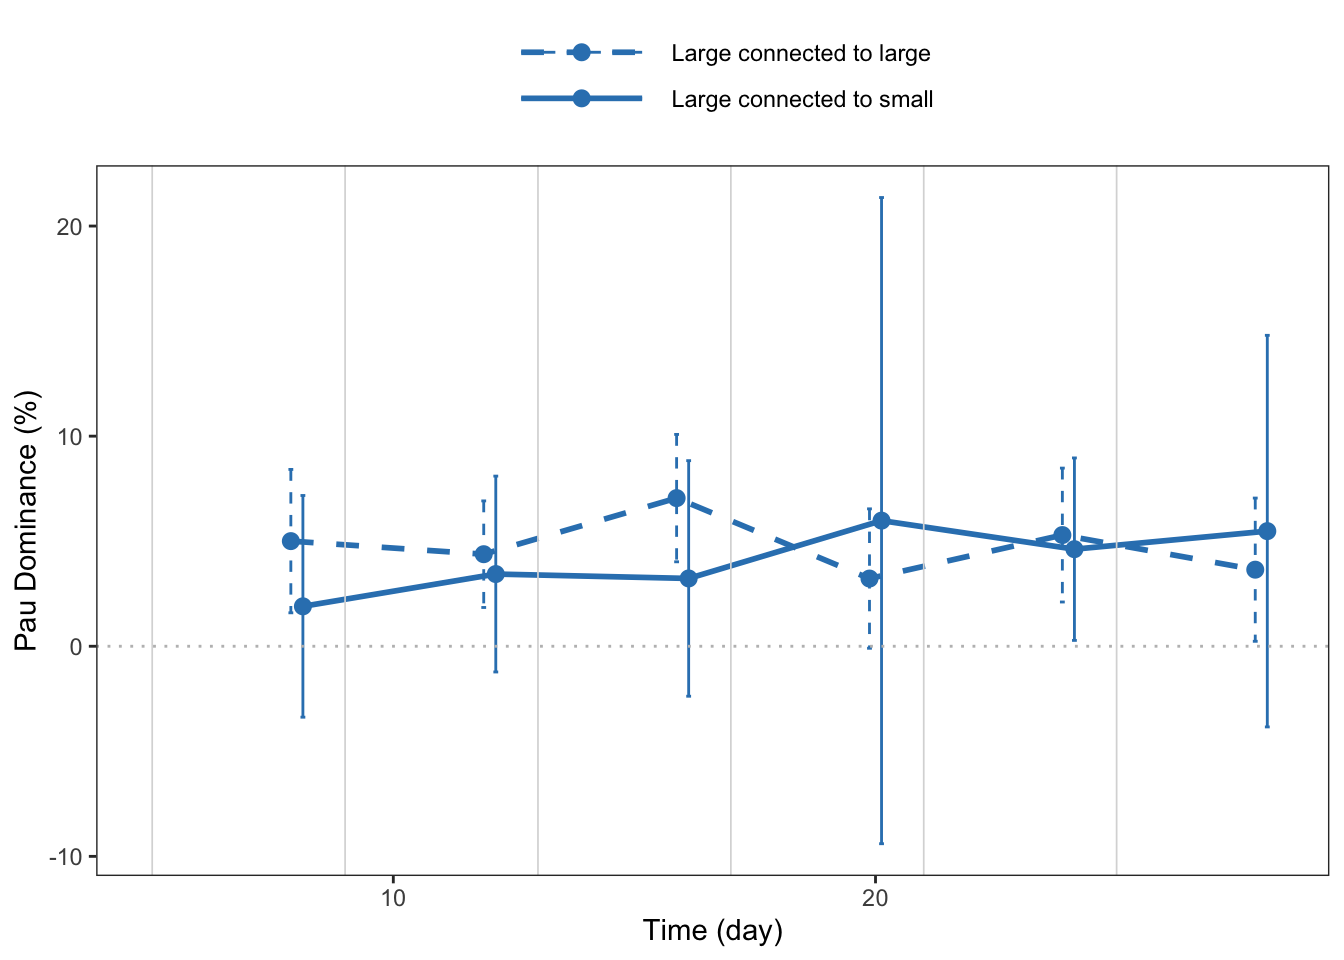 Large connected to large
Large connected to small
20
10
0
-10
Pau Dominance (%)
10
20
Time (day)